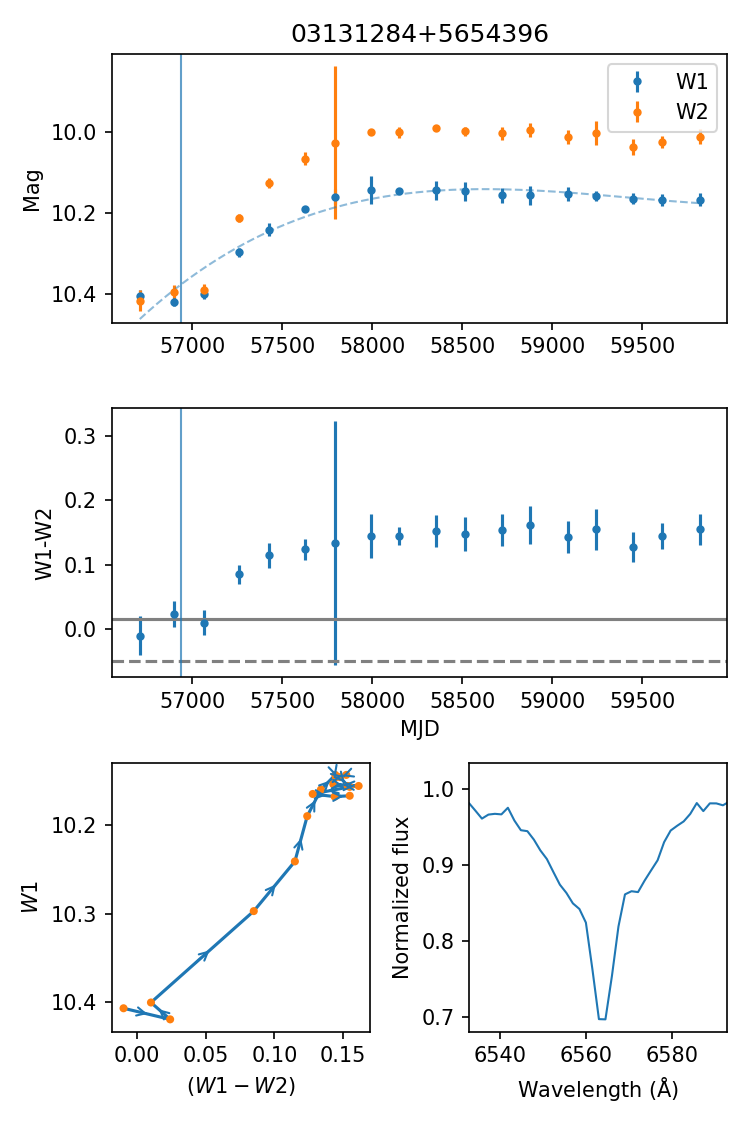 03131284+5654396
W1
W2
10.0
10.2
10.4
Mag
57000 57500 58000 58500 59000 59500
0.3
0.2
0.1
0.0
W1-W2
57000 57500 58000 58500 59000 59500
MJD
10.2
10.3
10.4
W1
0.00 0.05 0.10 0.15
(W1 − W2)
1.0
0.9
0.8
0.7
Normalized flux
6540 6560 6580
Wavelength (Å)